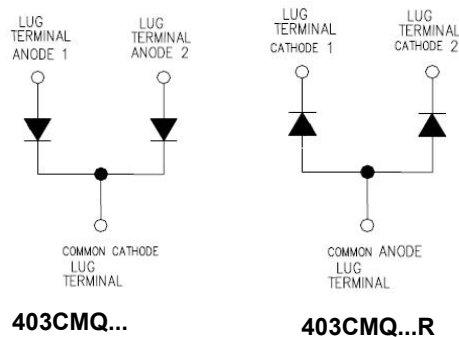 LUG
TERMINAL
ANODE 1
LUG
TERMINAL
ANODE 2
COMMON CATHODE
LUG
TERMINAL
403CMQ...
LUG
TERMINAL
CATHODE 1
LUG
TERMINAL
CATHODE 2
COMMON ANODE
LUG
TERMINAL
403CMQ...R